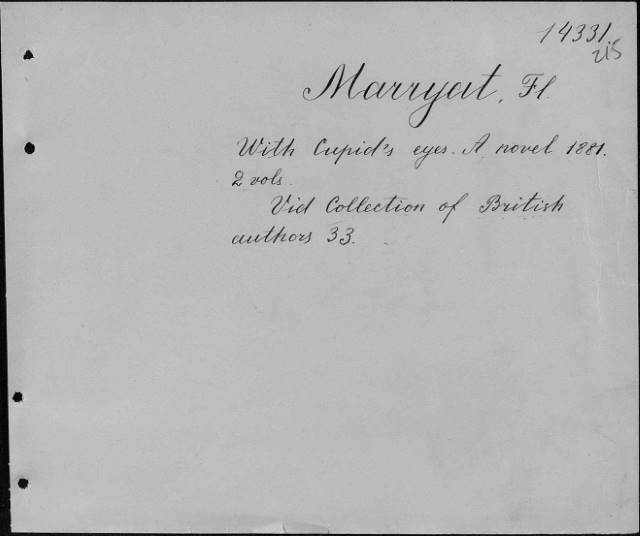 14331.
215
Marryat, Fl.
With Cupid's eyes. A novel 1881.
2 vols.
Vid Collection of British
authors 33.